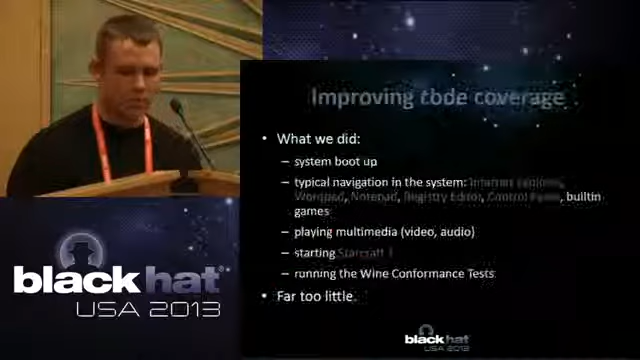 Improving code coverage
• What we did:
– system boot up
– typical navigation in the system: Internet Explorer,
Wordpad, Notepad, Registry Editor, Control Panel, builtin
games
– playing multimedia (video, audio)
– starting Starcraft 1
– running the Wine Conformance Tests
• Far too little.
black hat®
USA 2013
black hat
USA 2013